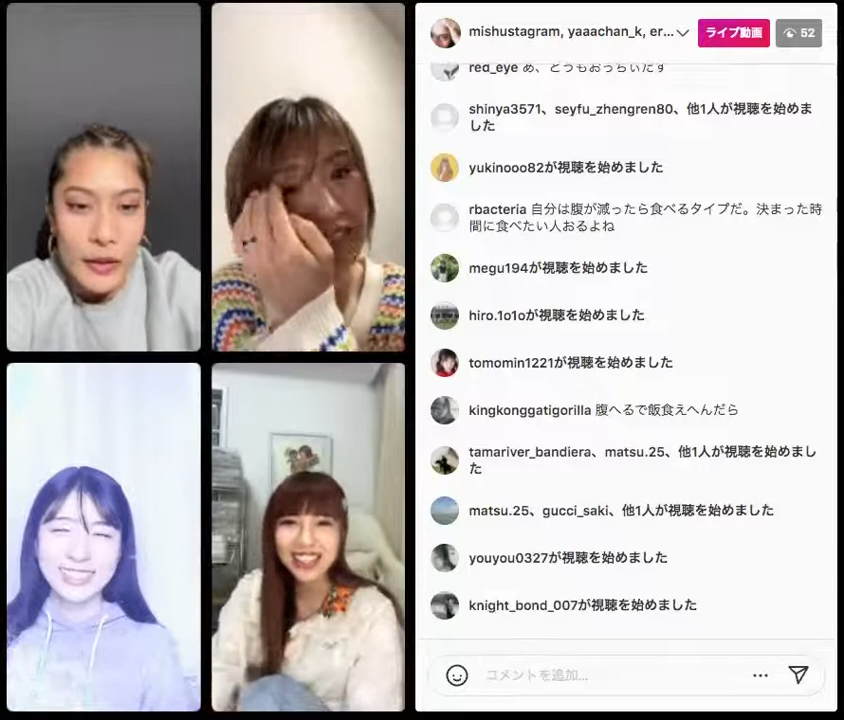 mishustagram, yaaachan_k, er...
ライブ動画
52
red_eye め、どうもおっちぃたす
shinya3571、seyfu_zhengren80、他1人が視聴を始めま
した
yukinooo82が視聴を始めました
rbacteria 自分は腹が減ったら食べるタイプだ。決まった時
間に食べたい人おるよね
megu194が視聴を始めました
hiro.1o1oが視聴を始めました
tomomin1221が視聴を始めました
kingkonggatigorilla 腹へるで飯食えへんだら
tamariver_bandiera、matsu.25、他1人が視聴を始めまし
た
matsu.25、gucci_saki、他1人が視聴を始めました
youyou0327が視聴を始めました
knight_bond_007が視聴を始めました
コメントを追加...